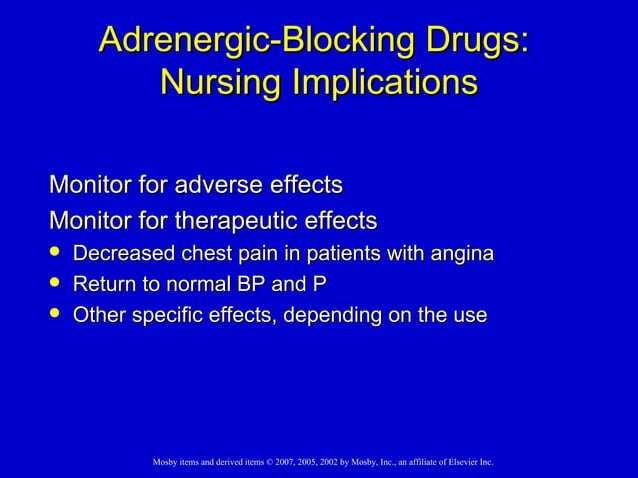 Adrenergic-Blocking Drugs:
Nursing Implications
Monitor for adverse effects
Monitor for therapeutic effects
• Decreased chest pain in patients with angina
• Return to normal BP and P
• Other specific effects, depending on the use
Mosby items and derived items © 2007, 2005, 2002 by Mosby, Inc., an affiliate of Elsevier Inc.